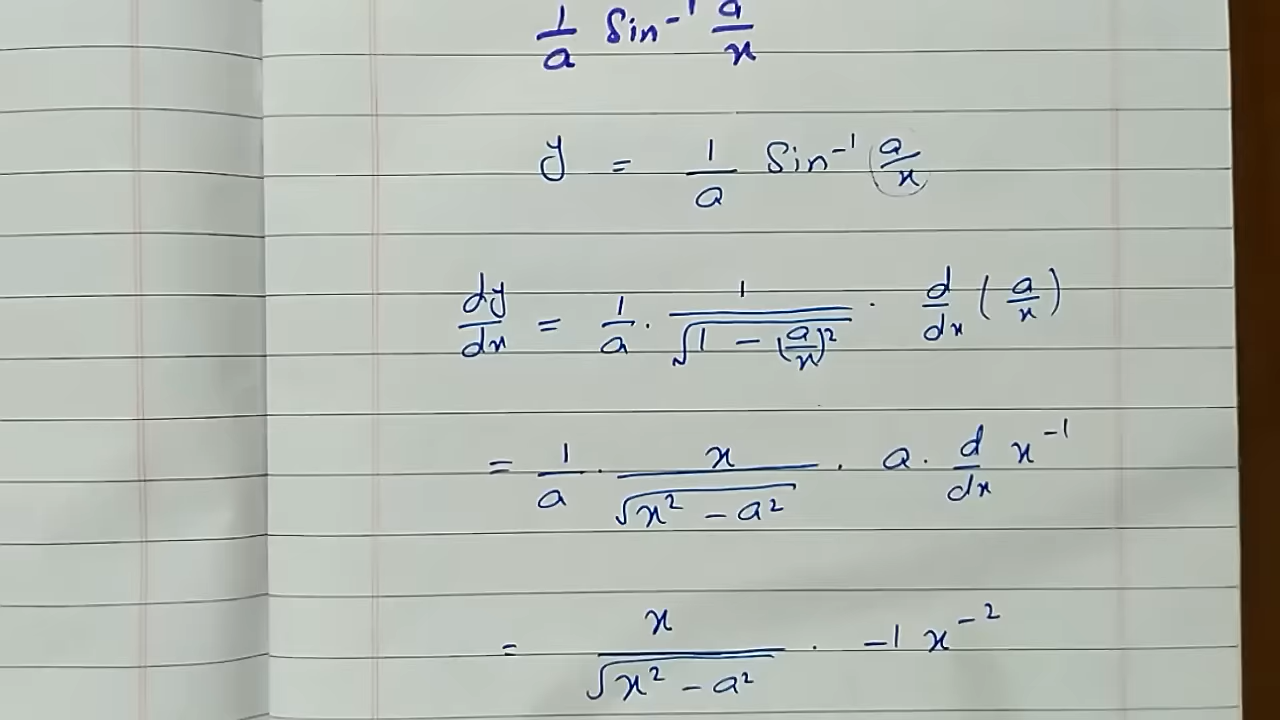 1/a Sin⁻¹ a/x
y = 1/a Sin⁻¹ (a/x)
dy/dx = 1/a · 1/√(1 - (a/x)²) · d/dx (a/x)
= 1/a · x/√(x² - a²) · a · d/dx x⁻¹
= x/√(x² - a²) · -1 x⁻²